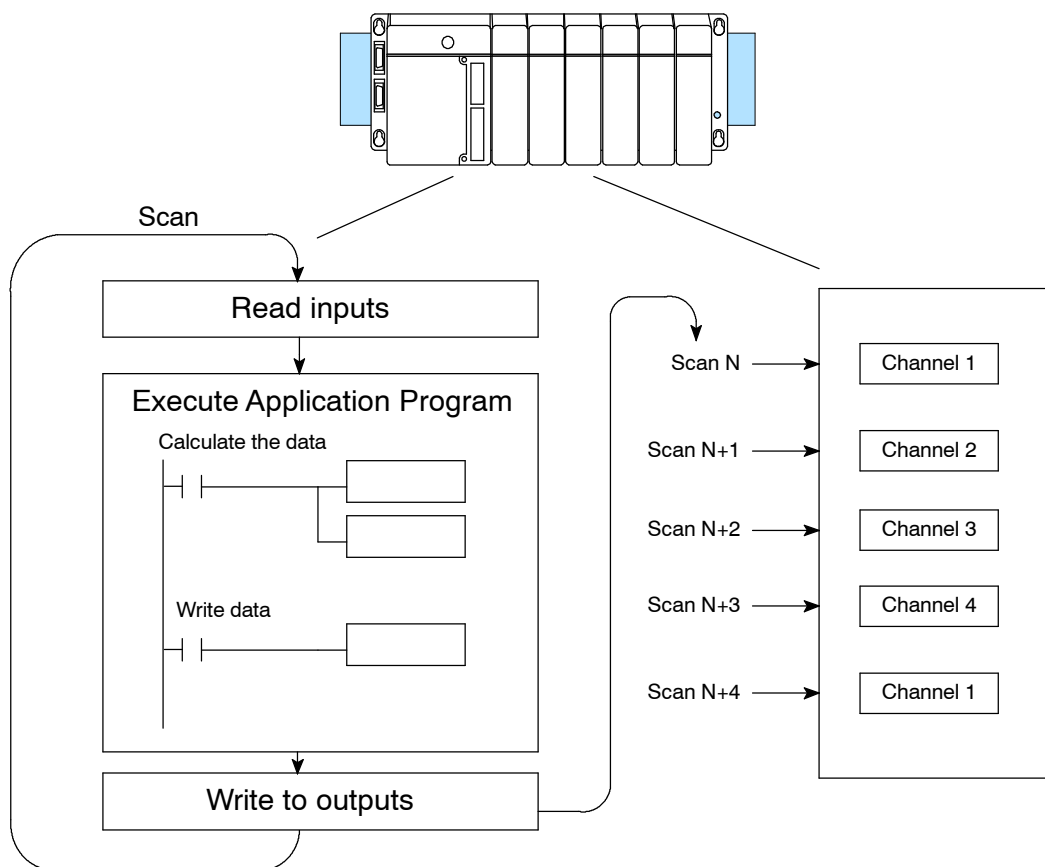 Scan
Read inputs
Execute Application Program
Calculate the data
Write data
Write to outputs
Scan N
Channel 1
Scan N+1
Channel 2
Scan N+2
Channel 3
Scan N+3
Channel 4
Scan N+4
Channel 1